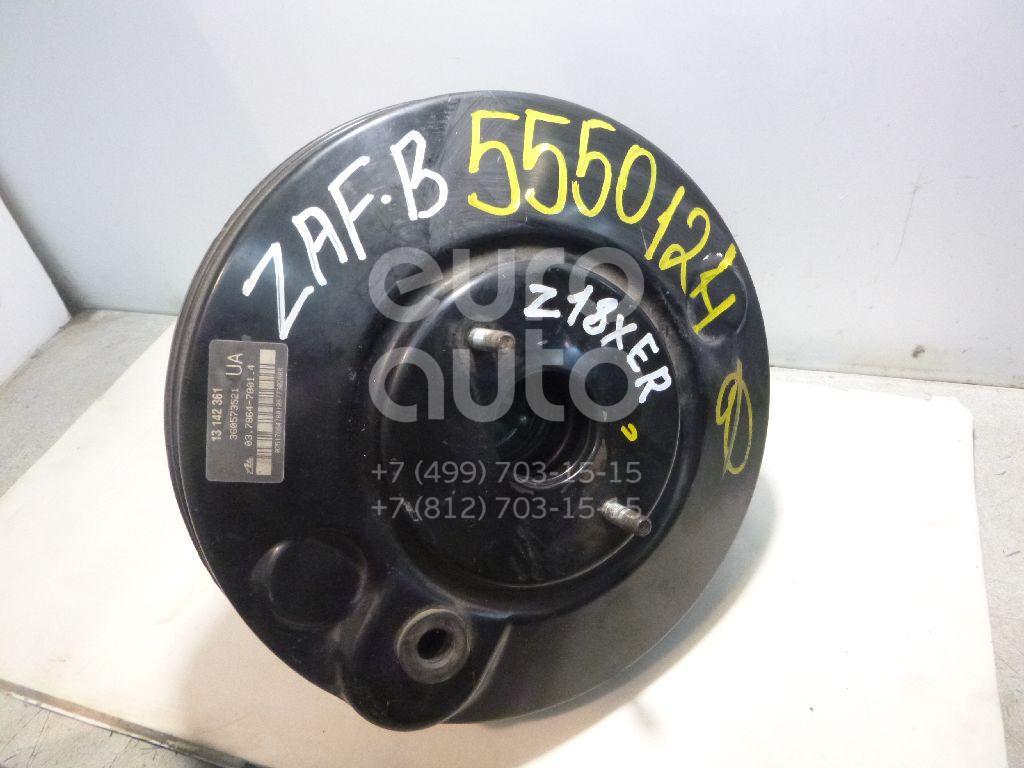 ZAF.B 5550124
Z18XER
UA
13 142 361
360573521
03.7864-7001.4
euro
auto
+7 (499) 703-15-15
+7 (812) 703-15-15